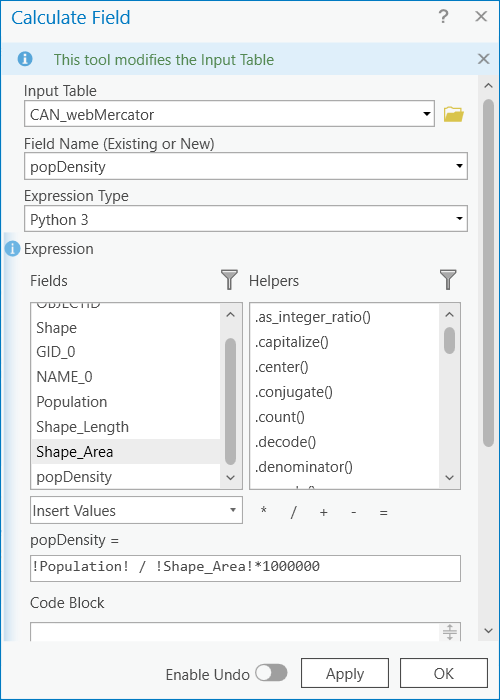 Calculate Field
? ×
This tool modifies the Input Table ×
Input Table
CAN_webMercator
Field Name (Existing or New)
popDensity
Expression Type
Python 3
Expression
Fields
Helpers
OBJECTID
Shape
GID_0
NAME_0
Population
Shape_Length
Shape_Area
popDensity
.as_integer_ratio()
.capitalize()
.center()
.conjugate()
.count()
.decode()
.denominator()
Insert Values
* / + - =
popDensity =
!Population! / !Shape_Area!*1000000
Code Block
Enable Undo
Apply
OK